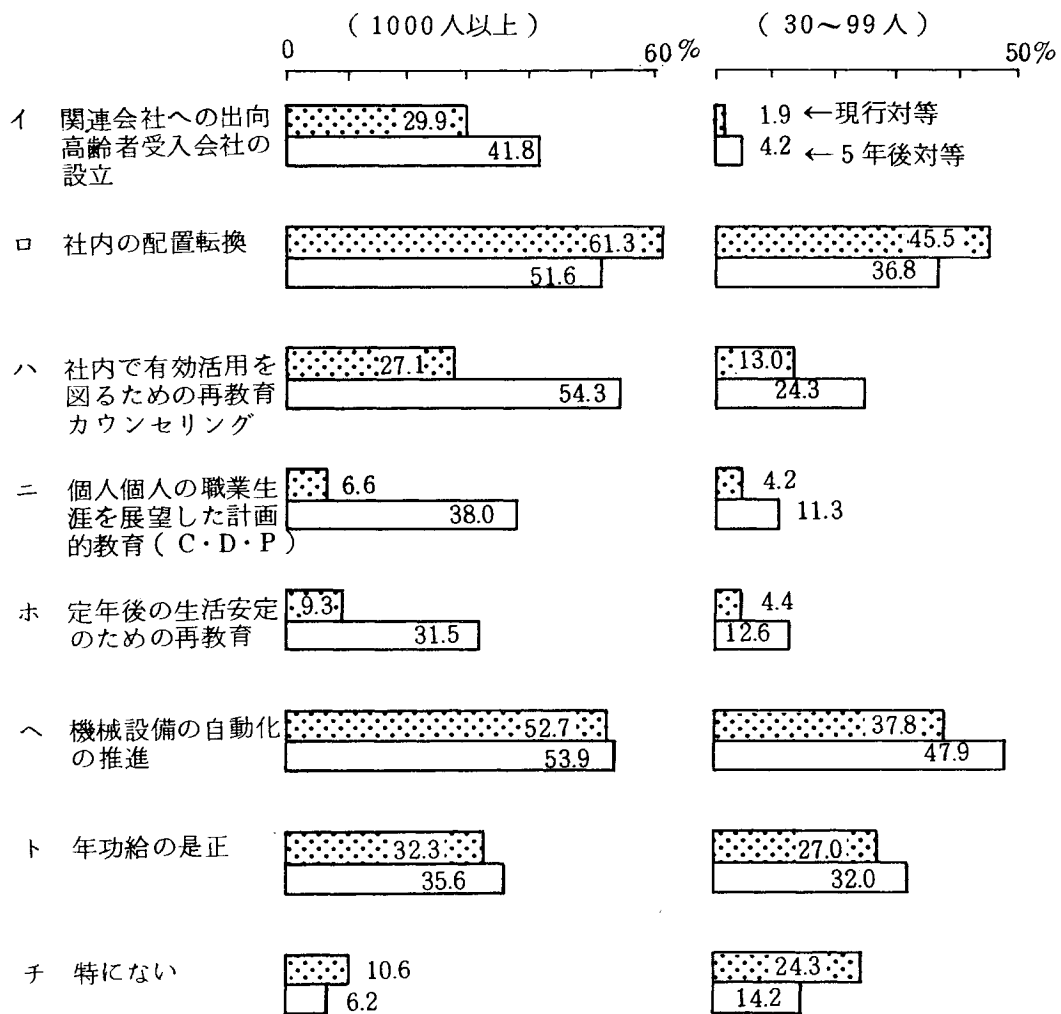 （1000人以上） （30〜99人）
0 60% 50%
イ 関連会社への出向 29.9 1.9 ←現行対等
高齢者受入会社の 41.8 4.2 ←5年後対等
設立
ロ 社内の配置転換 61.3 45.5
51.6 36.8
ハ 社内で有効活用を 27.1 13.0
図るための再教育 54.3 24.3
カウンセリング
ニ 個人個人の職業生 6.6 4.2
涯を展望した計画 38.0 11.3
的教育（C・D・P）
ホ 定年後の生活安定 9.3 4.4
のための再教育 31.5 12.6
ヘ 機械設備の自動化 52.7 37.8
の推進 53.9 47.9
ト 年功給の是正 32.3 27.0
35.6 32.0
チ 特にない 10.6 24.3
6.2 14.2